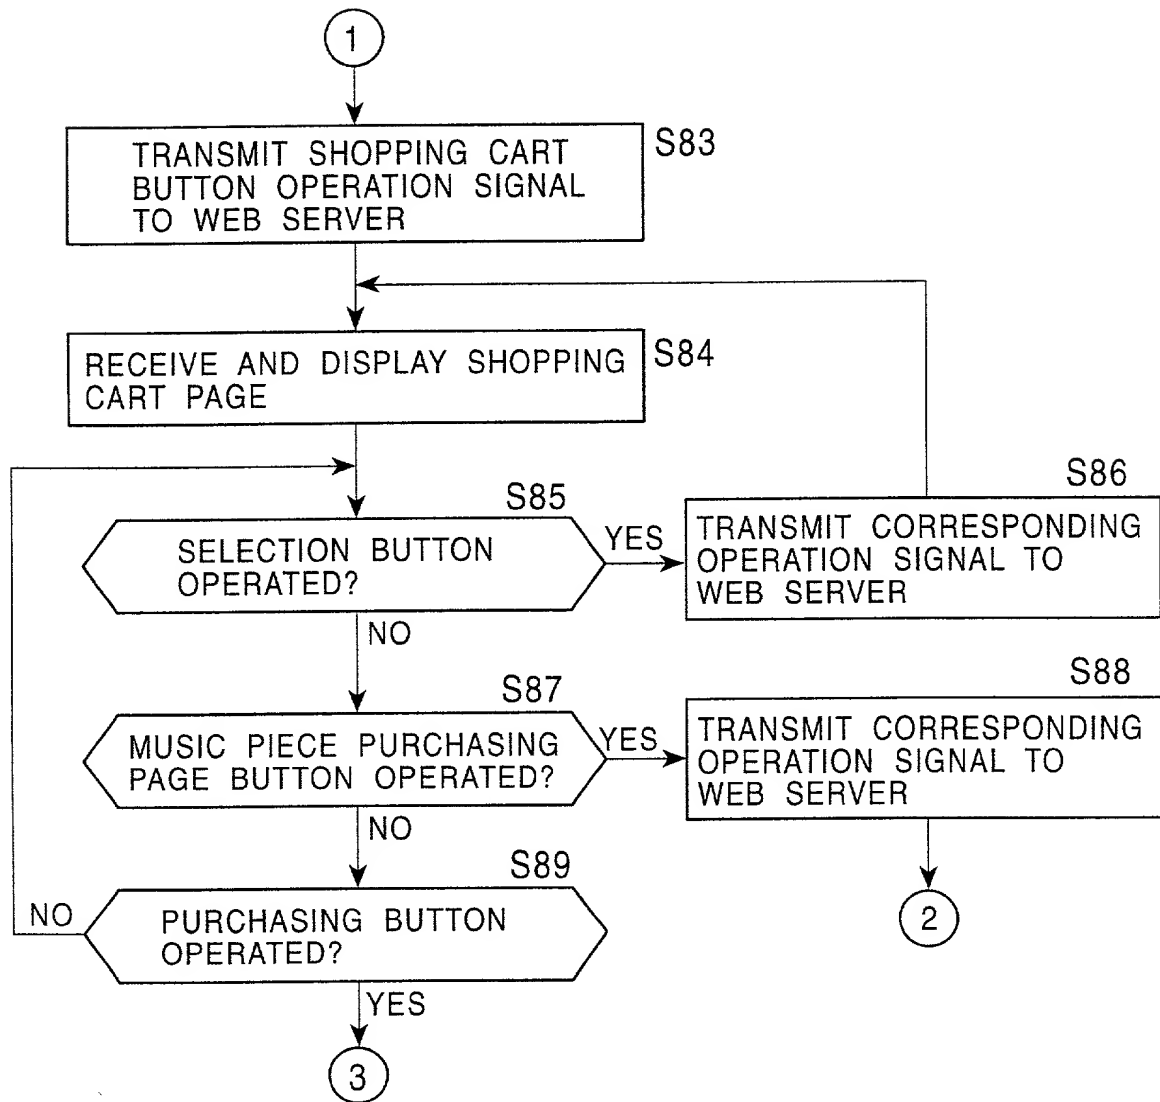 1
S83
TRANSMIT SHOPPING CART
BUTTON OPERATION SIGNAL
TO WEB SERVER
S84
RECEIVE AND DISPLAY SHOPPING
CART PAGE
S85
SELECTION BUTTON
OPERATED?
YES
NO
S86
TRANSMIT CORRESPONDING
OPERATION SIGNAL TO
WEB SERVER
S87
MUSIC PIECE PURCHASING
PAGE BUTTON OPERATED?
YES
NO
S88
TRANSMIT CORRESPONDING
OPERATION SIGNAL TO
WEB SERVER
2
S89
PURCHASING BUTTON
OPERATED?
NO
YES
3